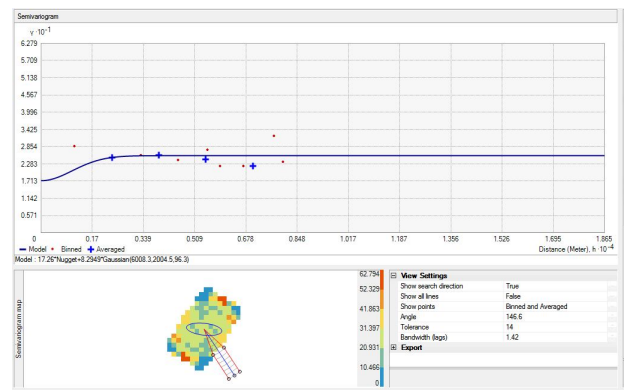 Semivariogram
γ·10⁻¹
6.279
5.709
5.138
4.567
3.996
3.425
2.854
2.283
1.713
1.142
0.571
0 0.17 0.339 0.509 0.678 0.848 1.017 1.187 1.356 1.526 1.695 1.865
Model Binned Averaged Distance (Meter), h·10⁻⁴
Model : 17.26*Nugget+8.2949*Gaussian(6008.3,2004.5,96.3)
Semivariogram map
62.794
52.329
41.863
31.397
20.931
10.466
0
View Settings
Show search direction True
Show all lines False
Show points Binned and Averaged
Angle 146.6
Tolerance 14
Bandwidth (lags) 1.42
Export